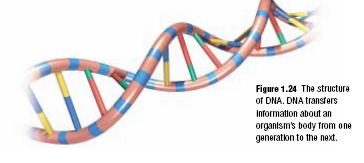 Figure 1.24 The structure
of DNA. DNA transfers
information about an
organism's body from one
generation to the next.